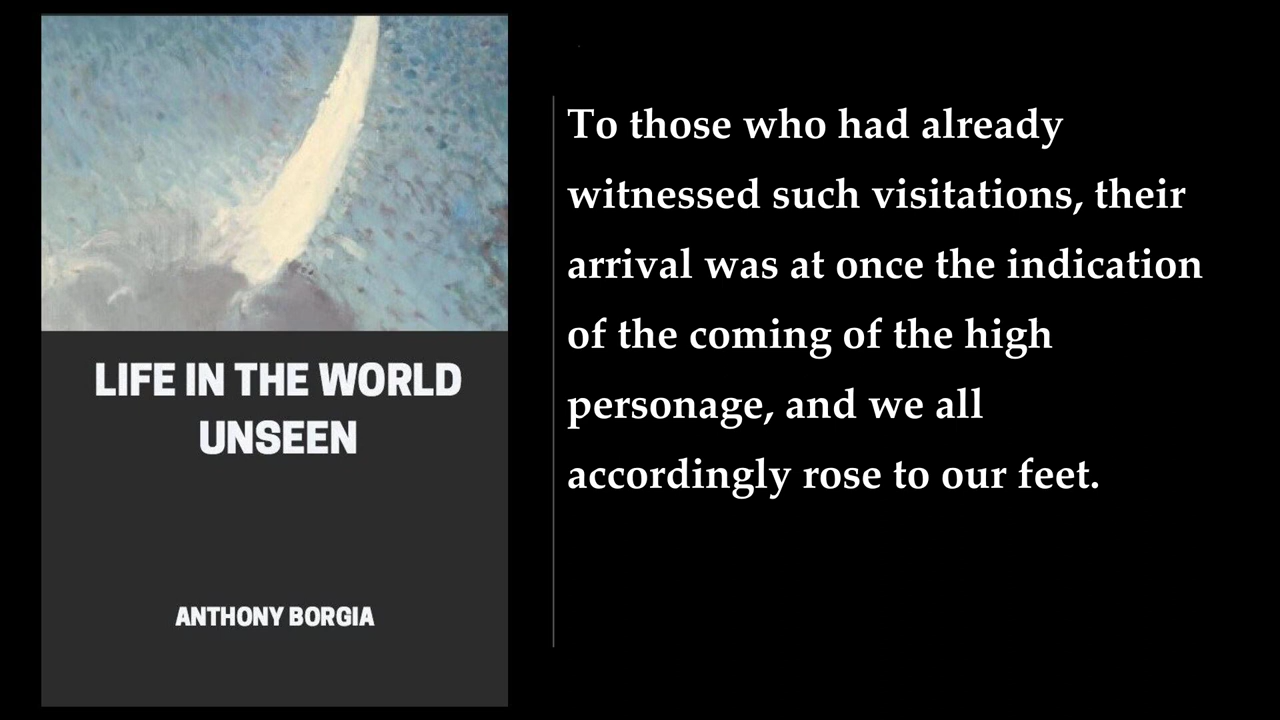 LIFE IN THE WORLD
UNSEEN
ANTHONY BORGIA
To those who had already
witnessed such visitations, their
arrival was at once the indication
of the coming of the high
personage, and we all
accordingly rose to our feet.